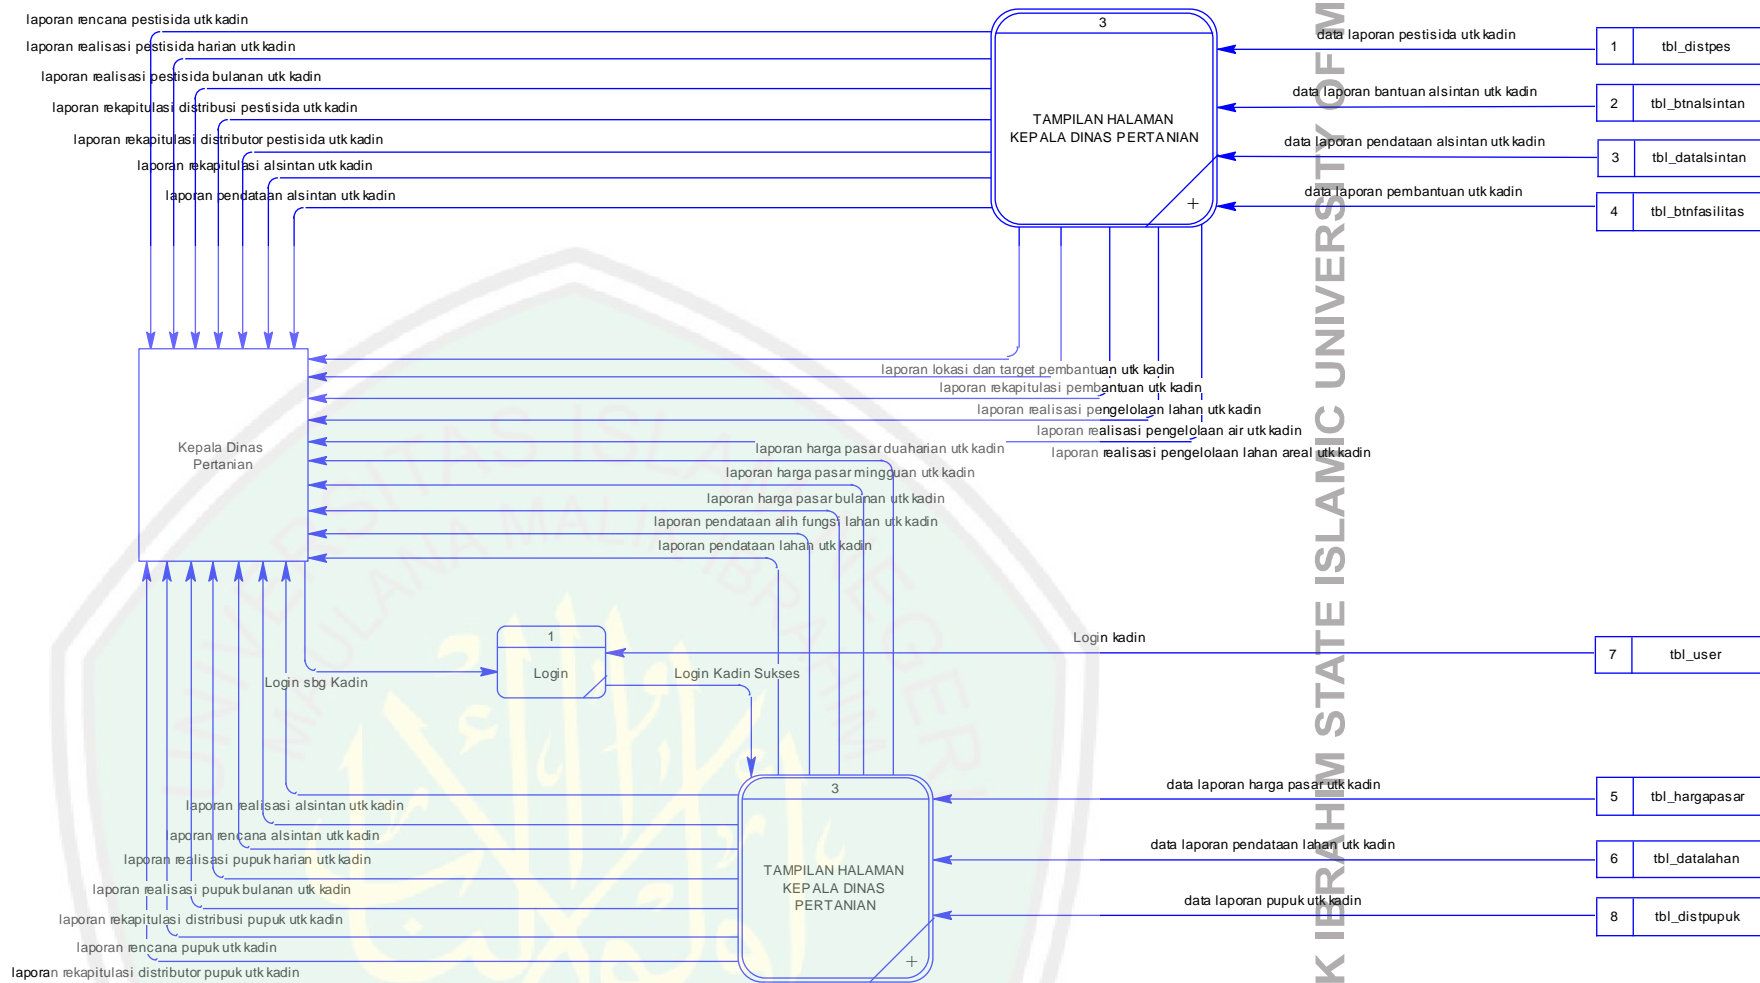 laporan rencana pestisida utk kadin
laporan realisasi pestisida harian utk kadin
laporan realisasi pestisida bulanan utk kadin
laporan rekapitulasi distribusi pestisida utk kadin
laporan rekapitulasi distributor pestisida utk kadin
laporan rekapitulasi alsintan utk kadin
laporan pendataan alsintan utk kadin
3
TAMPILAN HALAMAN
KEPALA DINAS PERTANIAN
+
data laporan pestisida utk kadin
1 tbl_distpes
data laporan bantuan alsintan utk kadin
2 tbl_btnalsintan
data laporan pendataan alsintan utk kadin
3 tbl_datalsintan
data laporan pembantuan utk kadin
4 tbl_btnfasilitas
laporan lokasi dan target pembantuan utk kadin
laporan rekapitulasi pembantuan utk kadin
laporan realisasi pengelolaan lahan utk kadin
laporan realisasi pengelolaan air utk kadin
laporan realisasi pengelolaan lahan areal utk kadin
Kepala Dinas
Pertanian
laporan harga pasar duaharian utk kadin
laporan harga pasar mingguan utk kadin
laporan harga pasar bulanan utk kadin
laporan pendataan alih fungsi lahan utk kadin
laporan pendataan lahan utk kadin
1
Login
Login sbg Kadin
Login Kadin Sukses
Login kadin
7 tbl_user
laporan realisasi alsintan utk kadin
laporan rencana alsintan utk kadin
laporan realisasi pupuk harian utk kadin
laporan realisasi pupuk bulanan utk kadin
laporan rekapitulasi distribusi pupuk utk kadin
laporan rencana pupuk utk kadin
laporan rekapitulasi distributor pupuk utk kadin
3
TAMPILAN HALAMAN
KEPALA DINAS
PERTANIAN
+
data laporan harga pasar utk kadin
5 tbl_hargapasar
data laporan pendataan lahan utk kadin
6 tbl_datalahan
data laporan pupuk utk kadin
8 tbl_distpupuk
K IBRAHIM STATE ISLAMIC UNIVERSITY OF M
UNIVERSITAS ISLAM NEGERI
MAULANA MALIK IBRAHIM